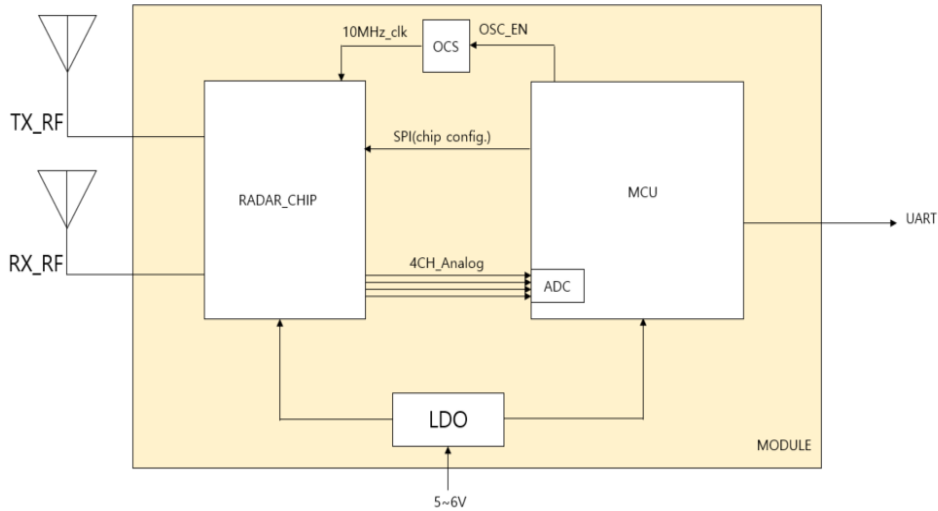 10MHz_clk
OCS
OSC_EN
TX_RF
SPI(chip config.)
RADAR_CHIP
MCU
UART
RX_RF
4CH_Analog
ADC
LDO
MODULE
5~6V